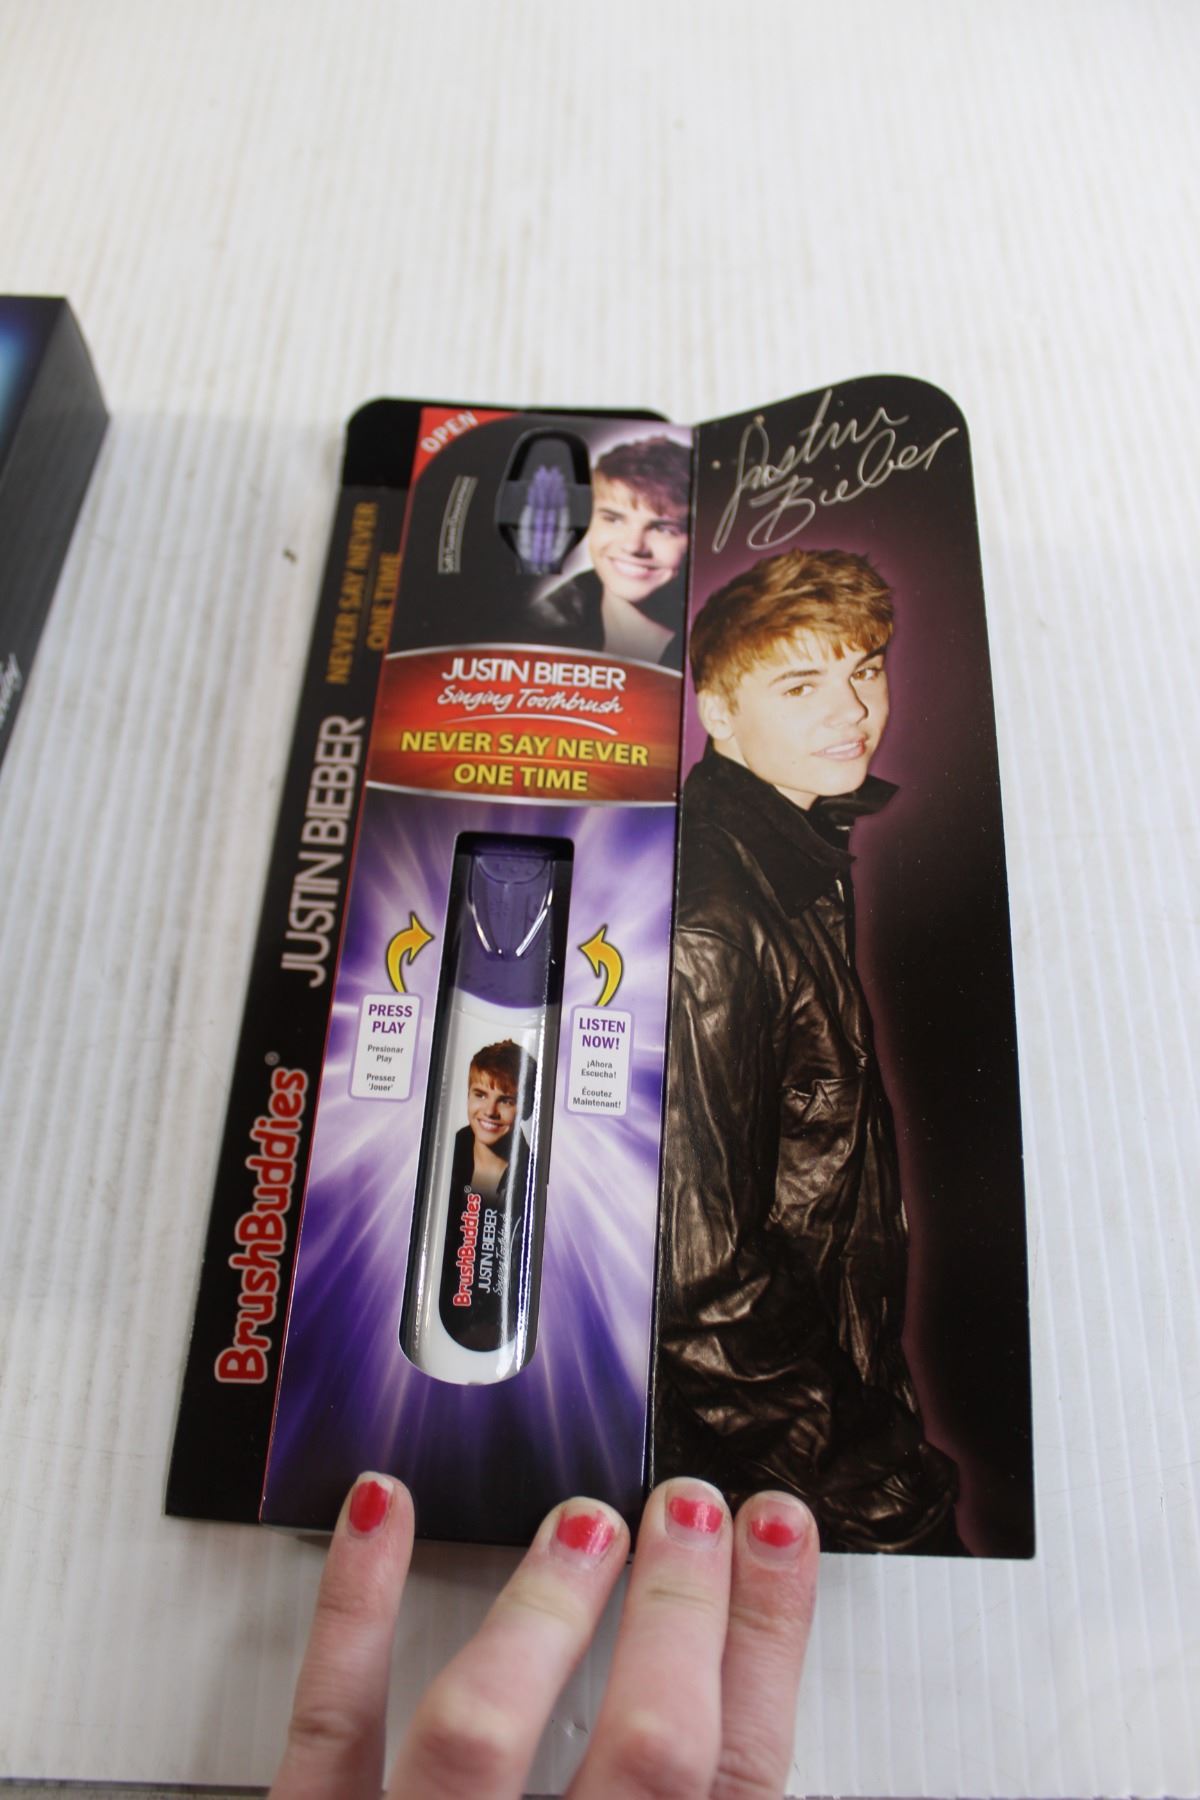 OPEN
Justin
Bieber
NEVER SAY NEVER
ONE TIME
JUSTIN BIEBER
BrushBuddies®
JUSTIN BIEBER
Singing Toothbrush
NEVER SAY NEVER
ONE TIME
PRESS
PLAY
Presionar
Play
Pressez
'Jouer'
LISTEN
NOW!
¡Ahora
Escucha!
Écoutez
Maintenant!
BrushBuddies®
JUSTIN BIEBER
Singing Toothbrush